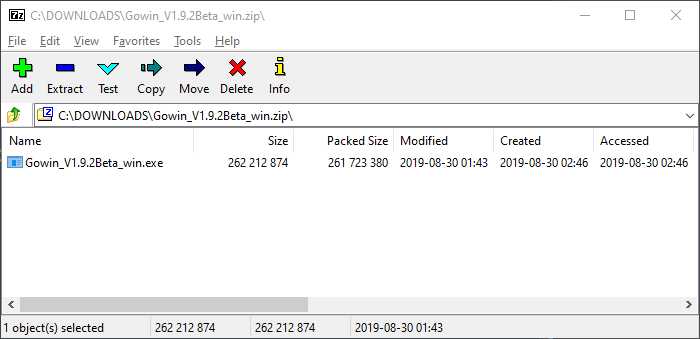 7z C:\DOWNLOADS\Gowin_V1.9.2Beta_win.zip\
File Edit View Favorites Tools Help
Add Extract Test Copy Move Delete Info
Z C:\DOWNLOADS\Gowin_V1.9.2Beta_win.zip\
Name Size Packed Size Modified Created Accessed
Gowin_V1.9.2Beta_win.exe 262 212 874 261 723 380 2019-08-30 01:43 2019-08-30 02:46 2019-08-30 02:46
1 object(s) selected 262 212 874 262 212 874 2019-08-30 01:43